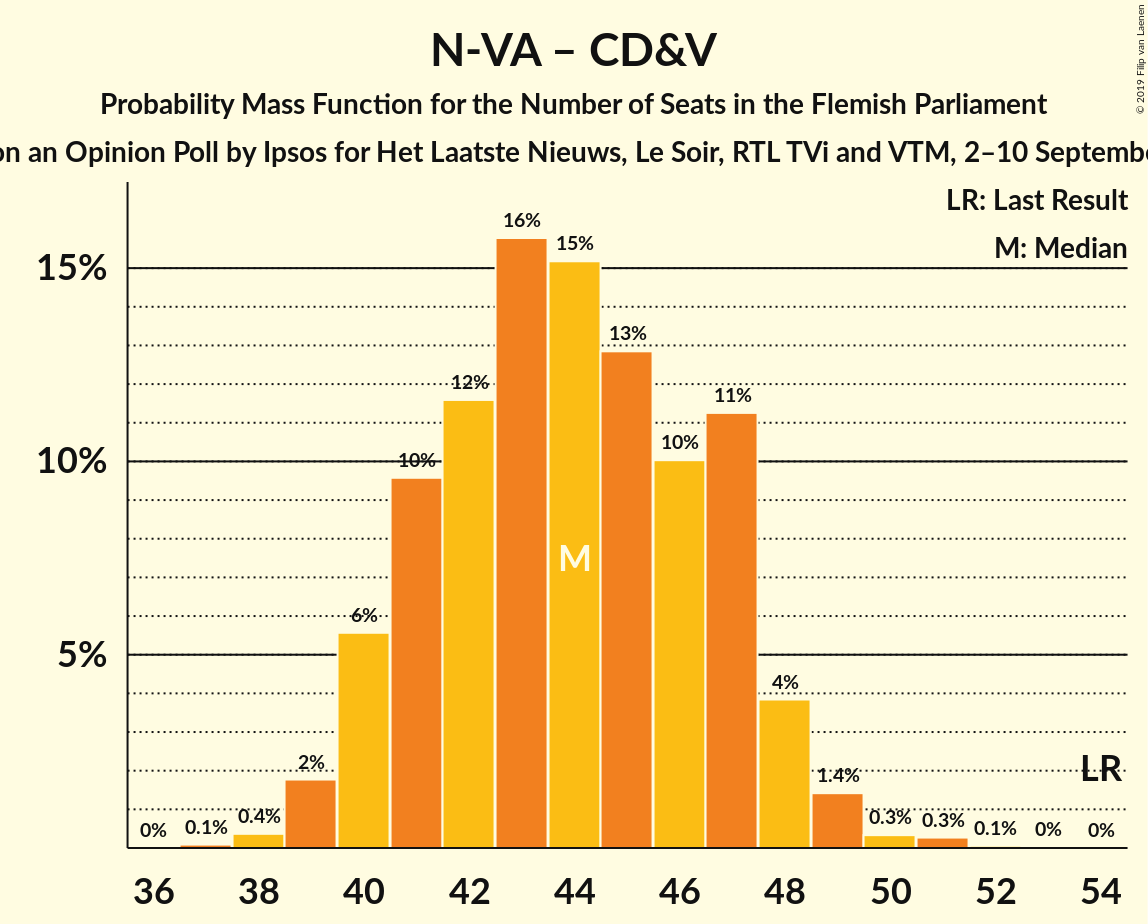 N-VA – CD&V
Probability Mass Function for the Number of Seats in the Flemish Parliament
on an Opinion Poll by Ipsos for Het Laatste Nieuws, Le Soir, RTL TVi and VTM, 2–10
© 2019 Filip van Laenen
LR: Last Result
M: Median
15%
10%
5%
0%
0.1%
0.4%
2%
6%
10%
12%
16%
15%
13%
10%
11%
4%
1.4%
0.3%
0.3%
0.1%
0%
0%
M
LR
36 38 40 42 44 46 48 50 52 54